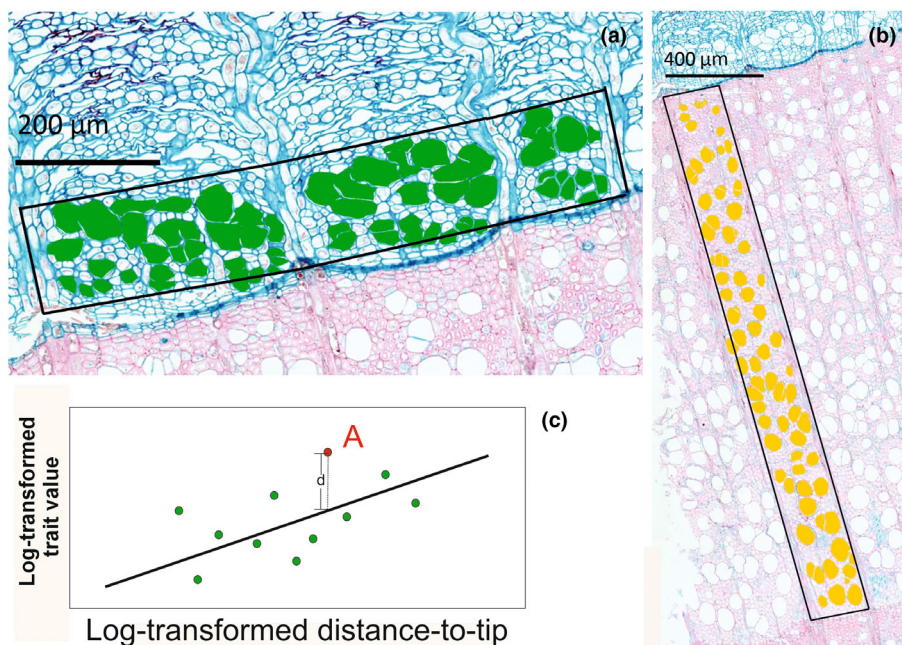 (a)
200 µm
(b)
400 µm
(c)
Log-transformed
trait value
A
d
Log-transformed distance-to-tip